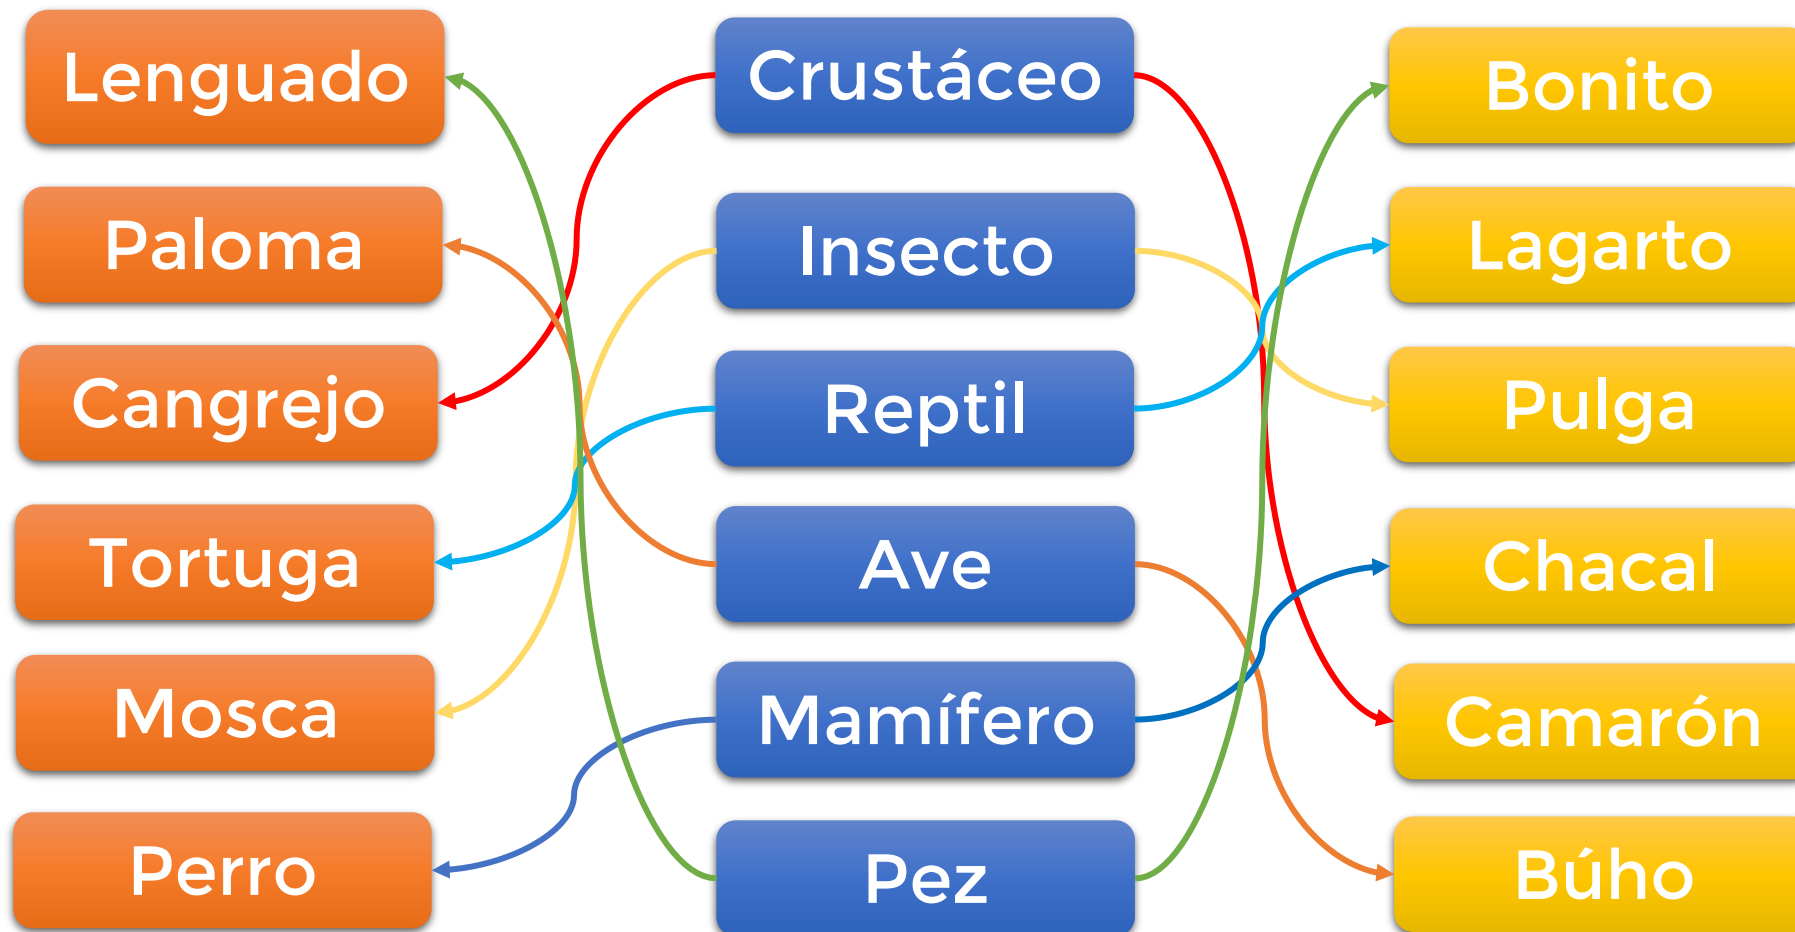 Lenguado
Crustáceo
Bonito
Paloma
Insecto
Lagarto
Cangrejo
Reptil
Pulga
Tortuga
Ave
Chacal
Mosca
Mamífero
Camarón
Perro
Pez
Búho